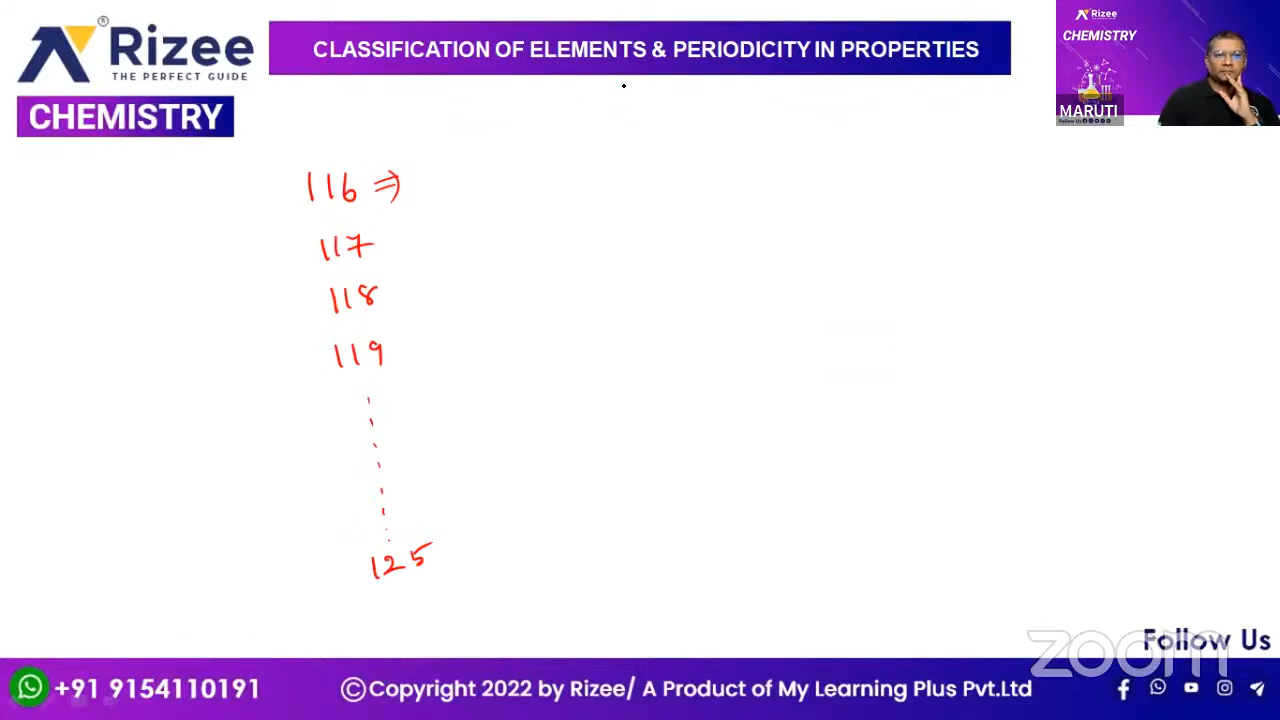 Rizee
®
THE PERFECT GUIDE
CHEMISTRY
CLASSIFICATION OF ELEMENTS & PERIODICITY IN PROPERTIES
Rizee
CHEMISTRY
MARUTI
116 ⇒
117
118
119
125
Follow Us
zoom
+91 9154110191
©Copyright 2022 by Rizee/ A Product of My Learning Plus Pvt.Ltd